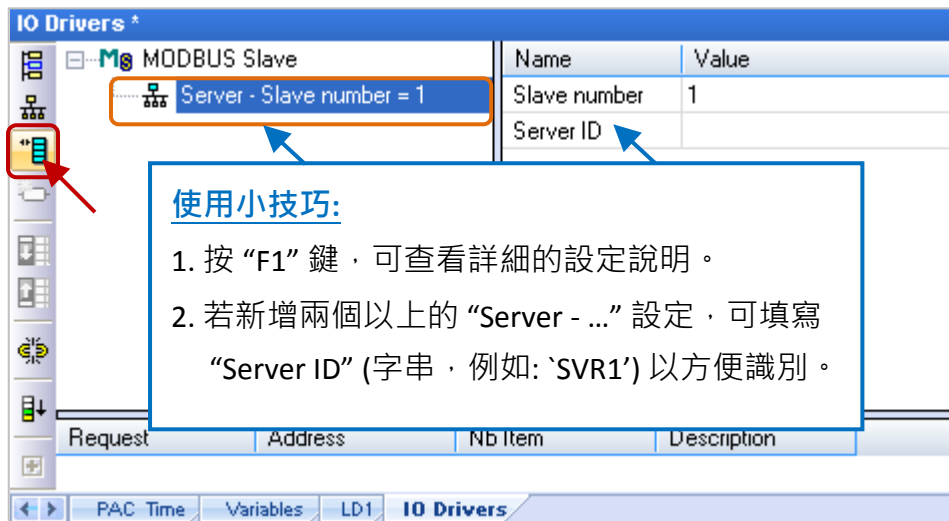 IO Drivers *
MODBUS Slave
Server - Slave number = 1
Name Value
Slave number 1
Server ID
使用小技巧:
1. 按 “F1” 鍵，可查看詳細的設定說明。
2. 若新增兩個以上的 “Server - …” 設定，可填寫
“Server ID” (字串，例如: `SVR1’) 以方便識別。
Request Address Nb Item Description
PAC Time Variables LD1 IO Drivers